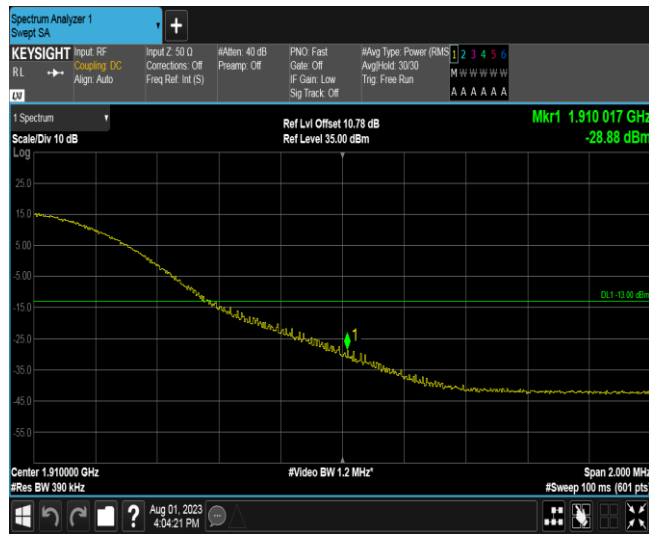 Spectrum Analyzer 1
Swept SA
+
KEYSIGHT
RL
LXI
Input: RF
Coupling: DC
Align: Auto
Input Z: 50 Ω
Corrections: Off
Freq Ref: Int (S)
#Atten: 40 dB
Preamp: Off
PNO: Fast
Gate: Off
IF Gain: Low
Sig Track: Off
#Avg Type: Power (RMS
Avg|Hold: 30/30
Trig: Free Run
1 2 3 4 5 6
M W W W W W
A A A A A A
1 Spectrum
Scale/Div 10 dB
Log
Ref Lvl Offset 10.78 dB
Ref Level 35.00 dBm
Mkr1 1.910 017 GHz
-28.88 dBm
25.0
15.0
5.00
-5.00
-15.0
-25.0
-35.0
-45.0
-55.0
DL1 -13.00 dBm
1
Center 1.910000 GHz
#Res BW 390 kHz
#Video BW 1.2 MHz*
Span 2.000 MHz
#Sweep 100 ms (601 pts
?
Aug 01, 2023
4:04:21 PM